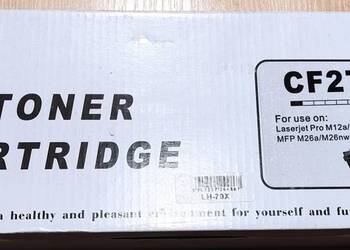 TONER
RTRIDGE
CF27
For use on:
Laserjet Pro M12a/
MFP M26a/M26nw
LH-79X
a healthy and pleasant environment for yourself and fu